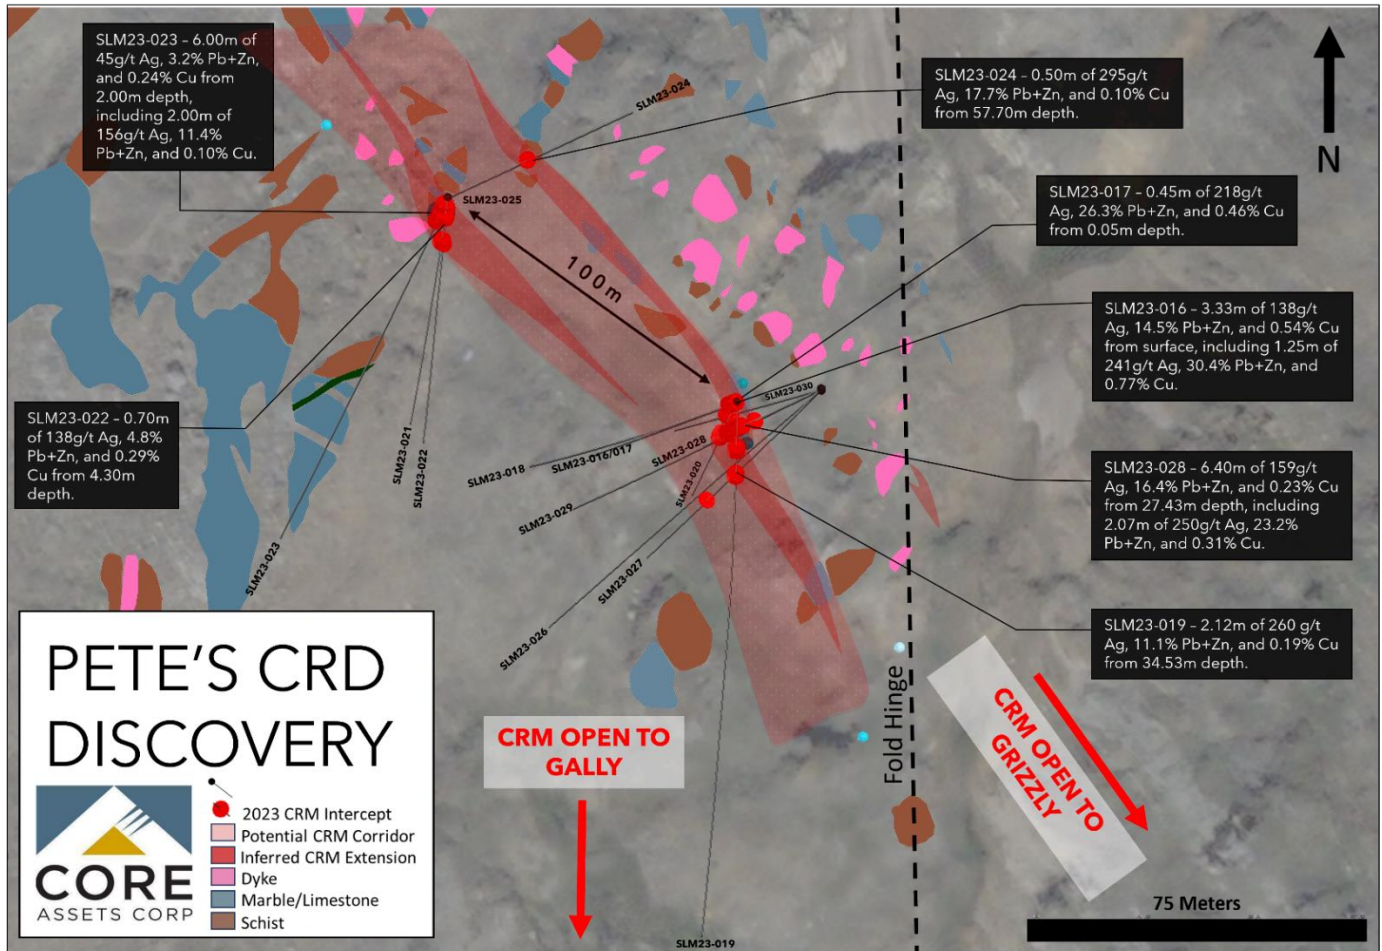 SLM23-023 – 6.00m of
45g/t Ag, 3.2% Pb+Zn,
and 0.24% Cu from
2.00m depth,
including 2.00m of
156g/t Ag, 11.4%
Pb+Zn, and 0.10% Cu.
SLM23-024
SLM23-024 – 0.50m of 295g/t
Ag, 17.7% Pb+Zn, and 0.10% Cu
from 57.70m depth.
N
SLM23-025
SLM23-017 – 0.45m of 218g/t
Ag, 26.3% Pb+Zn, and 0.46% Cu
from 0.05m depth.
100m
SLM23-016 – 3.33m of 138g/t
Ag, 14.5% Pb+Zn, and 0.54% Cu
from surface, including 1.25m of
241g/t Ag, 30.4% Pb+Zn, and
0.77% Cu.
SLM23-022 – 0.70m
of 138g/t Ag, 4.8%
Pb+Zn, and 0.29%
Cu from 4.30m
depth.
SLM23-030
SLM23-021
SLM23-022
SLM23-018
SLM23-016/017
SLM23-028
SLM23-020
SLM23-029
SLM23-028 – 6.40m of 159g/t
Ag, 16.4% Pb+Zn, and 0.23% Cu
from 27.43m depth, including
2.07m of 250g/t Ag, 23.2%
Pb+Zn, and 0.31% Cu.
SLM23-023
SLM23-027
SLM23-026
SLM23-019 – 2.12m of 260 g/t
Ag, 11.1% Pb+Zn, and 0.19% Cu
from 34.53m depth.
PETE'S CRD
DISCOVERY
CORE
ASSETS CORP
2023 CRM Intercept
Potential CRM Corridor
Inferred CRM Extension
Dyke
Marble/Limestone
Schist
CRM OPEN TO
GALLY
Fold Hinge
CRM OPEN TO
GRIZZLY
75 Meters
SLM23-019